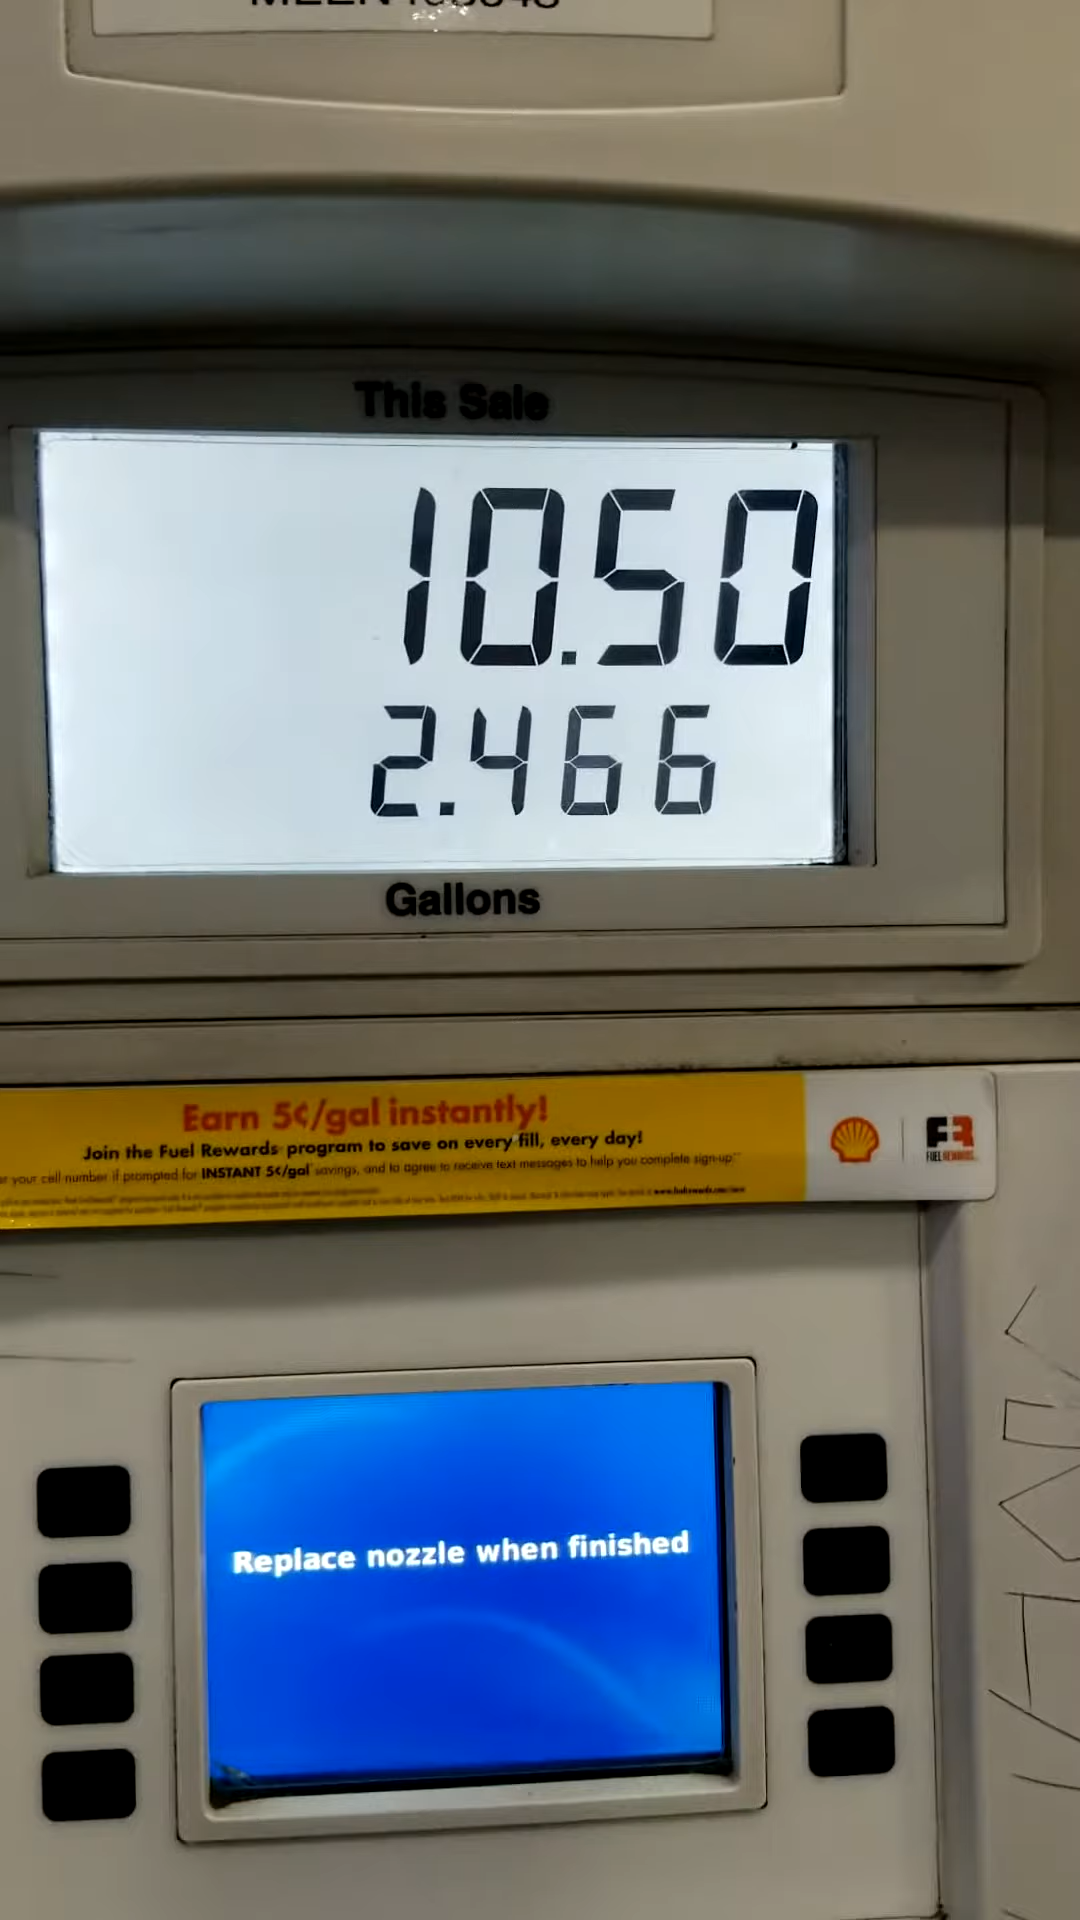 This Sale
10.50
2.466
Gallons
Earn 5¢/gal instantly!
Join the Fuel Rewards program to save on every fill, every day!
your cell number if prompted for INSTANT 5¢/gal savings, and to agree to receive text messages to help you complete sign-up.
FUEL REWARDS
Replace nozzle when finished